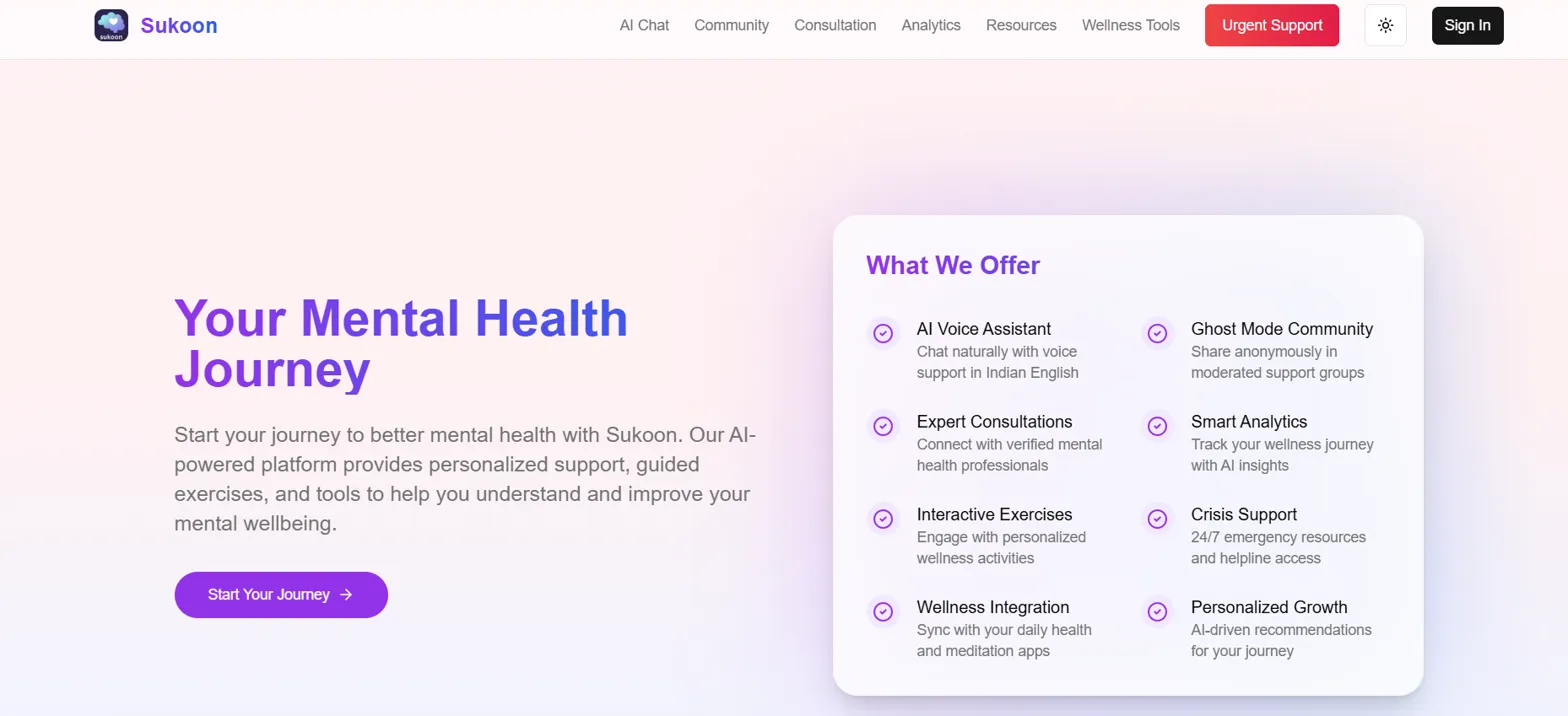 sukoon
Sukoon
AI Chat
Community
Consultation
Analytics
Resources
Wellness Tools
Urgent Support
Sign In
Your Mental Health
Journey
Start your journey to better mental health with Sukoon. Our AI-
powered platform provides personalized support, guided
exercises, and tools to help you understand and improve your
mental wellbeing.
Start Your Journey
What We Offer
AI Voice Assistant
Chat naturally with voice
support in Indian English
Ghost Mode Community
Share anonymously in
moderated support groups
Expert Consultations
Connect with verified mental
health professionals
Smart Analytics
Track your wellness journey
with AI insights
Interactive Exercises
Engage with personalized
wellness activities
Crisis Support
24/7 emergency resources
and helpline access
Wellness Integration
Sync with your daily health
and meditation apps
Personalized Growth
AI-driven recommendations
for your journey